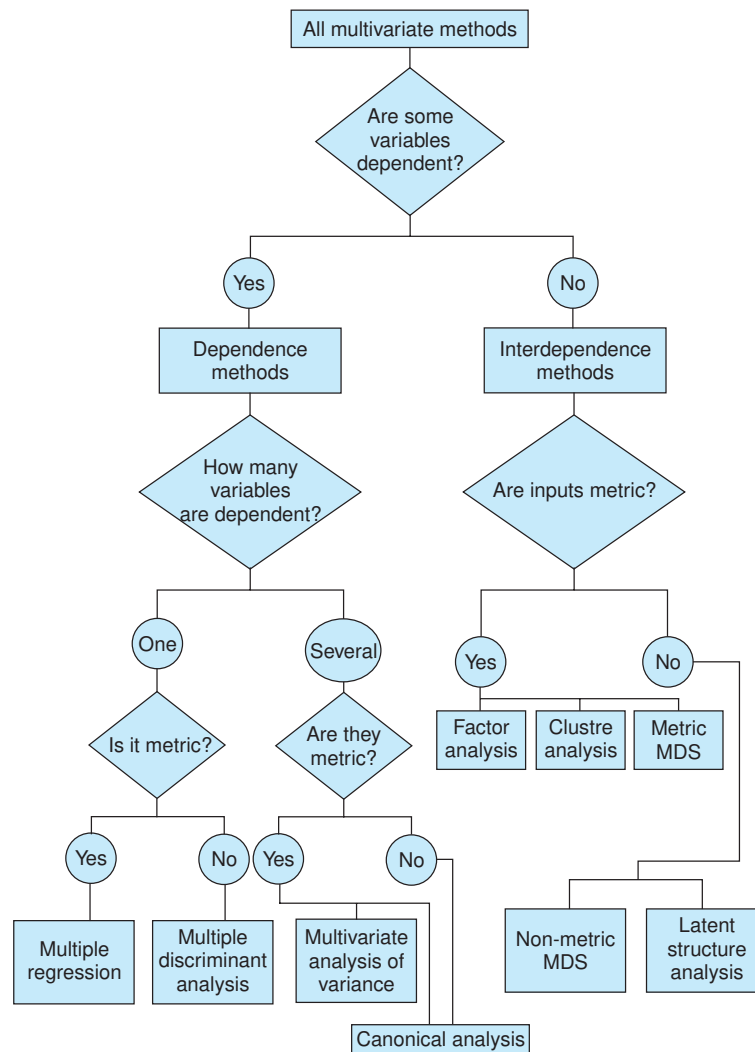 All multivariate methods
Are some
variables
dependent?
Yes
No
Dependence
methods
Interdependence
methods
How many
variables
are dependent?
Are inputs metric?
One
Several
Yes
No
Is it metric?
Are they
metric?
Factor
analysis
Clustre
analysis
Metric
MDS
Yes
No
Yes
No
Multiple
regression
Multiple
discriminant
analysis
Multivariate
analysis of
variance
Non-metric
MDS
Latent
structure
analysis
Canonical analysis